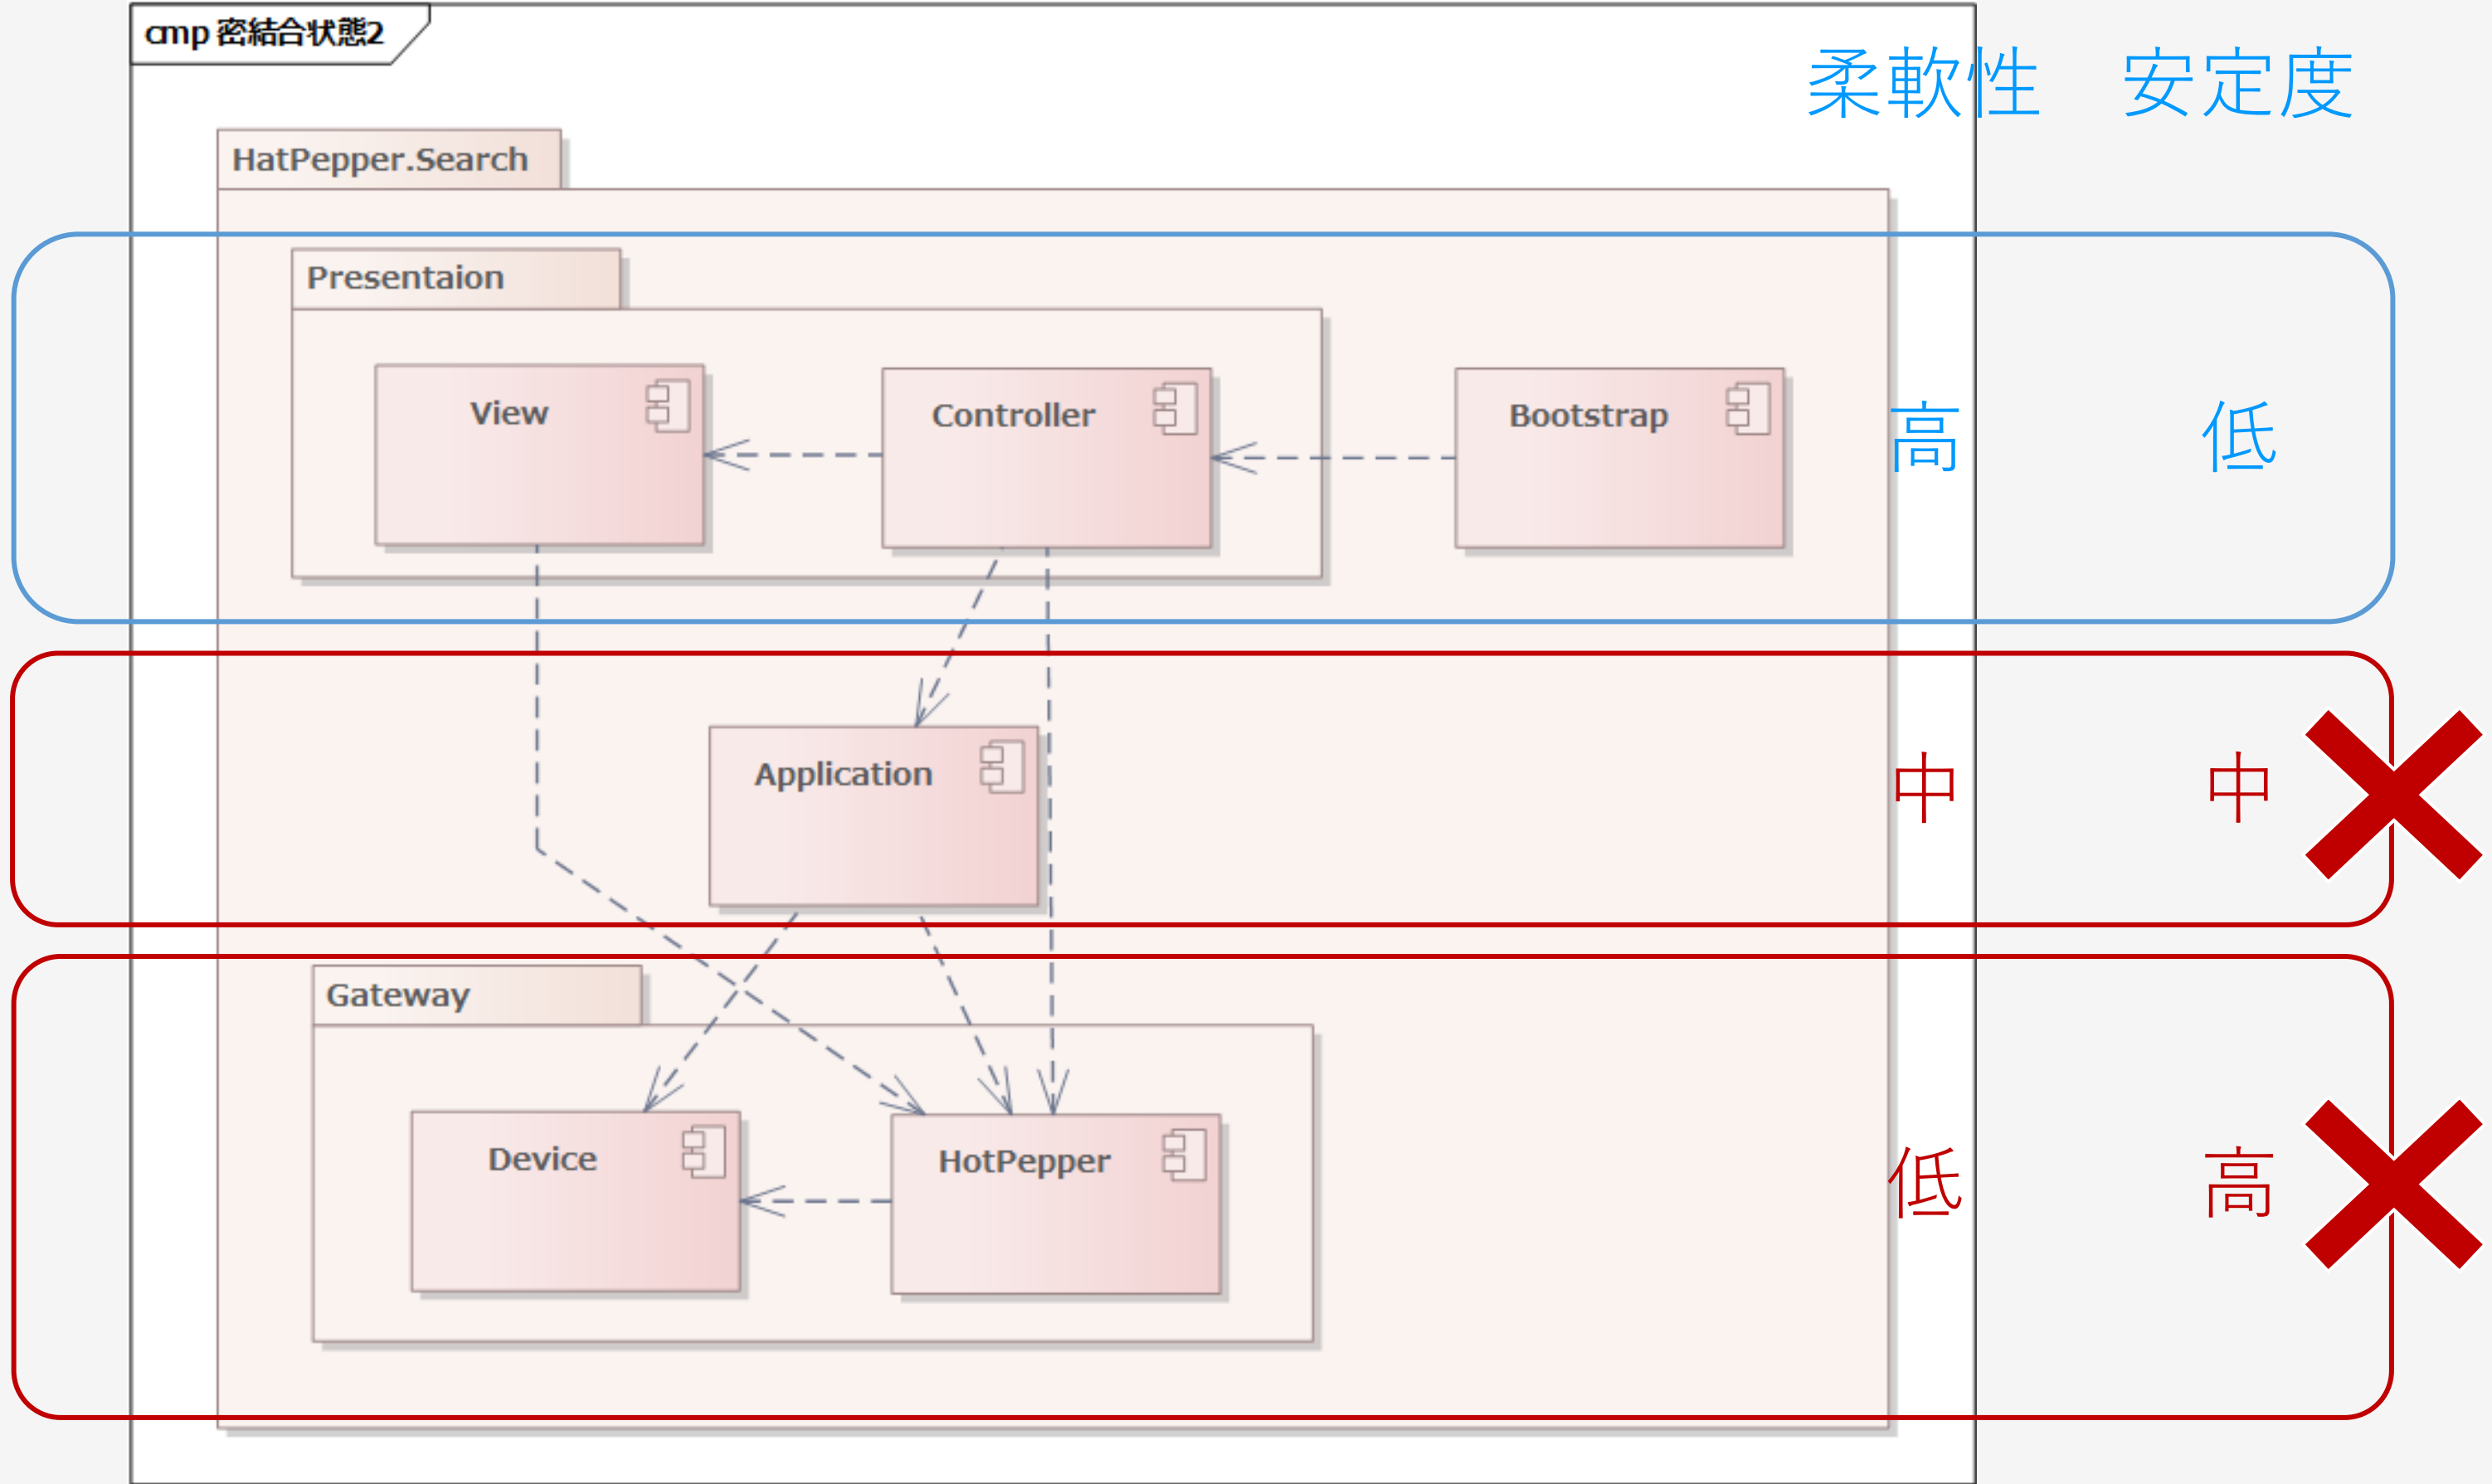 cmp 密結合状態2
柔軟性 安定度
HatPepper.Search
Presentaion
View
Controller
Bootstrap
高 低
Application
中 中
Gateway
Device
HotPepper
低 高